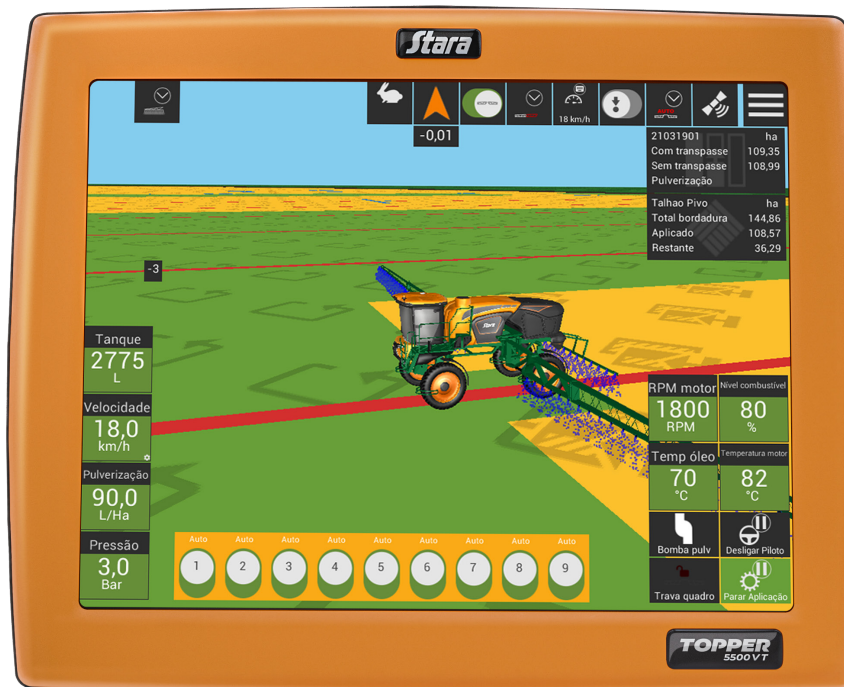 Stara
18 km/h
-0,01
21031901 ha
Com transpasse 109,35
Sem transpasse 108,99
Pulverização
Talhao Pivo ha
Total bordadura 144,86
Aplicado 108,57
Restante 36,29
-3
Stara
Tanque
2775
L
Velocidade
18,0
km/h
Pulverização
90,0
L/Ha
Pressão
3,0
Bar
RPM motor
1800
RPM
Nível combustível
80
%
Temp óleo
70
°C
Temperatura motor
82
°C
Bomba pulv
Desligar Piloto
Trava quadro
Parar Aplicação
Auto Auto Auto Auto Auto Auto Auto Auto Auto
1 2 3 4 5 6 7 8 9
TOPPER
5500VT